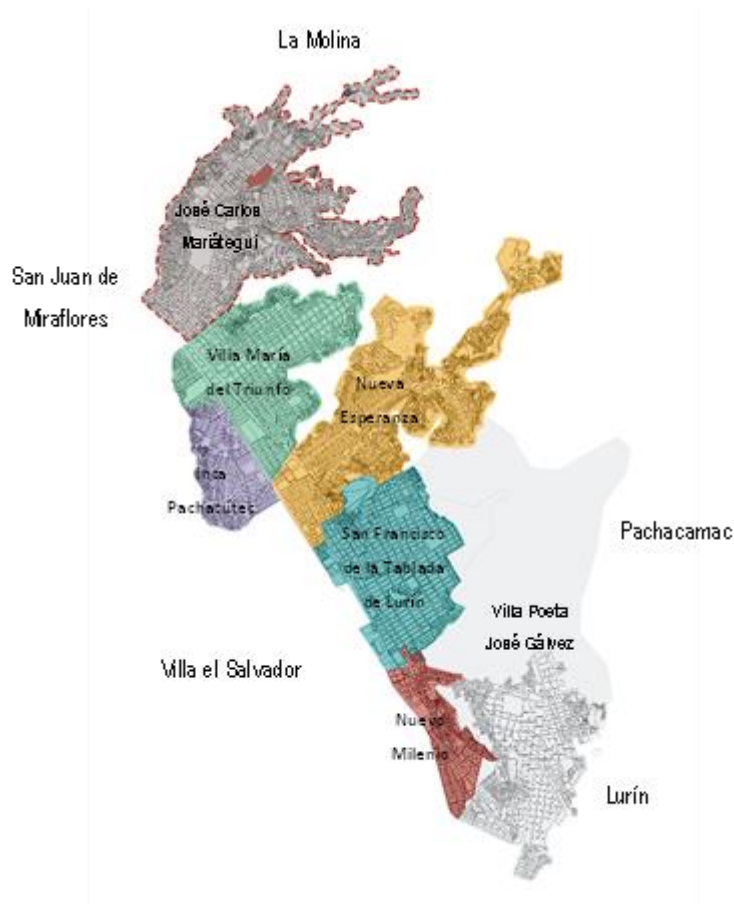 La Molina
José Carlos
Mariátegui
San Juan de
Miraflores
Villa María
del Triunfo
Nueva
Esperanza
Inca
Pachacútec
San Francisco
de la Tablada
de Lurín
Pachacamac
Villa Poeta
José Gálvez
Villa el Salvador
Nuevo
Milenio
Lurín